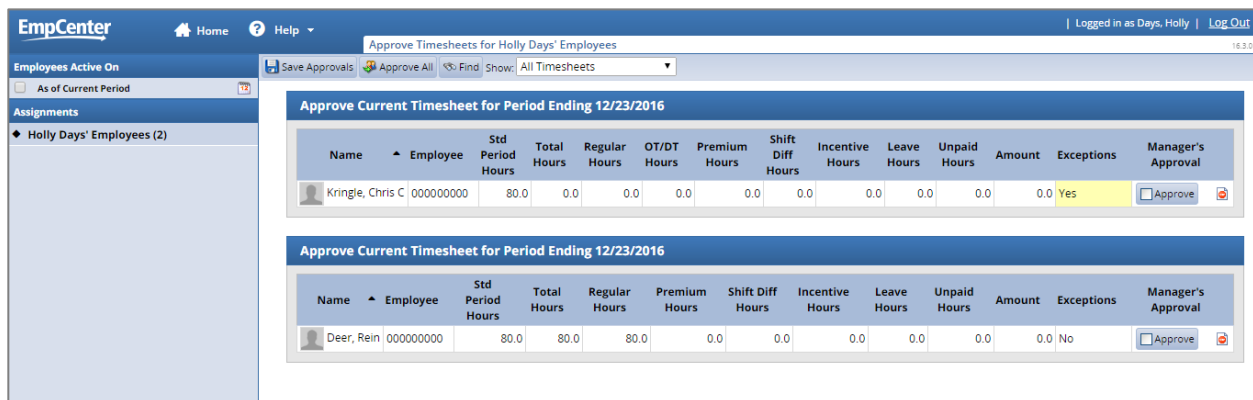 EmpCenter Home Help | Logged in as Days, Holly | Log Out
Approve Timesheets for Holly Days' Employees 16.3.0
Employees Active On
As of Current Period 12
Assignments
Holly Days' Employees (2)
Save Approvals Approve All Find Show: All Timesheets
Approve Current Timesheet for Period Ending 12/23/2016
Name Employee Std Period Hours Total Hours Regular Hours OT/DT Hours Premium Hours Shift Diff Hours Incentive Hours Leave Hours Unpaid Hours Amount Exceptions Manager's Approval
Kringle, Chris C 000000000 80.0 0.0 0.0 0.0 0.0 0.0 0.0 0.0 0.0 0.0 Yes Approve
Approve Current Timesheet for Period Ending 12/23/2016
Name Employee Std Period Hours Total Hours Regular Hours Premium Hours Shift Diff Hours Incentive Hours Leave Hours Unpaid Hours Amount Exceptions Manager's Approval
Deer, Rein 000000000 80.0 80.0 80.0 0.0 0.0 0.0 0.0 0.0 0.0 No Approve